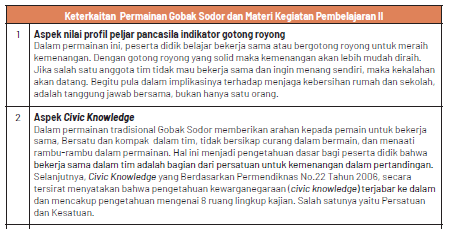 Keterkaitan Permainan Gobak Sodor dan Materi Kegiatan Pembelajaran II
1 Aspek nilai profil peljar pancasila indikator gotong royong
Dalam permainan ini, peserta didik belajar bekerja sama atau bergotong royong untuk meraih
kemenangan. Dengan gotong royong yang solid maka kemenangan akan lebih mudah diraih.
Jika salah satu anggota tim tidak mau bekerja sama dan ingin menang sendiri, maka kekalahan
akan datang. Begitu pula dalam implikasinya terhadap menjaga kebersihan rumah dan sekolah,
adalah tanggung jawab bersama, bukan hanya satu orang.
2 Aspek Civic Knowledge
Dalam permainan tradisional Gobak Sodor memberikan arahan kepada pemain untuk bekerja
sama, Bersatu dan kompak dalam tim, tidak bersikap curang dalam bermain, dan menaati
rambu-rambu dalam permainan. Hal ini menjadi pengetahuan dasar bagi peserta didik bahwa
bekerja sama dalam tim adalah bagian dari persatuan untuk kemenangan dalam pertandingan.
Selanjutnya, Civic Knowledge yang Berdasarkan Permendiknas No.22 Tahun 2006, secara
tersirat menyatakan bahwa pengetahuan kewarganegaraan (civic knowledge) terjabar ke dalam
dan mencakup pengetahuan mengenai 8 ruang lingkup kajian. Salah satunya yaitu Persatuan
dan Kesatuan.